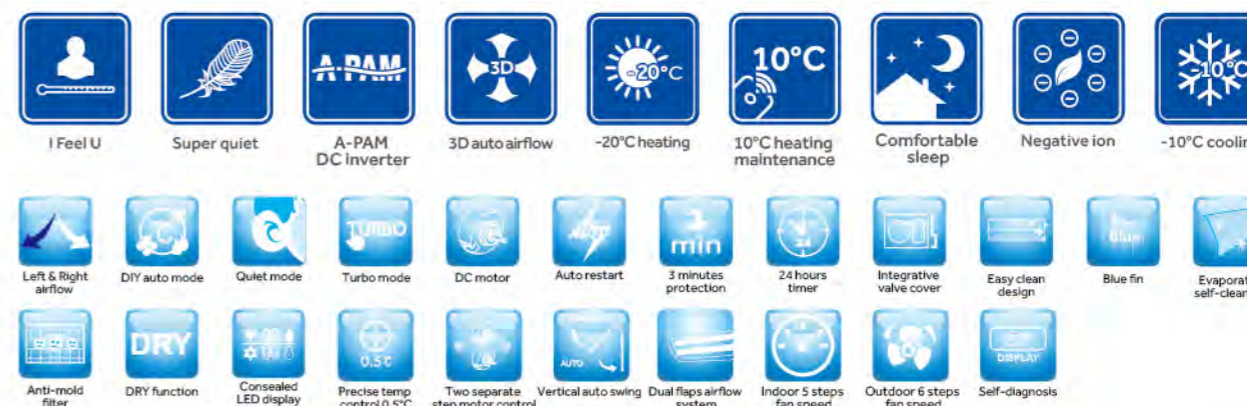 A-PAM
3D
-20°C
10°C
-10°C
I Feel U
Super quiet
A-PAM
DC inverter
3D auto airflow
-20°C heating
10°C heating
maintenance
Comfortable
sleep
Negative ion
-10°C coolin
TURBO
3
min
24
Blue
Left & Right
airflow
DIY auto mode
Quiet mode
Turbo mode
DC motor
Auto restart
3 minutes
protection
24 hours
timer
Integrative
valve cover
Easy clean
design
Blue fin
Evaporat
self-clean
DRY
0.5°C
AUTO
DISPLAY
Anti-mold
filter
DRY function
Consealed
LED display
Precise temp
control 0.5°C
Two separate
step motor control
Vertical auto swing
Dual flaps airflow
system
Indoor 5 steps
fan speed
Outdoor 6 steps
fan speed
Self-diagnosis